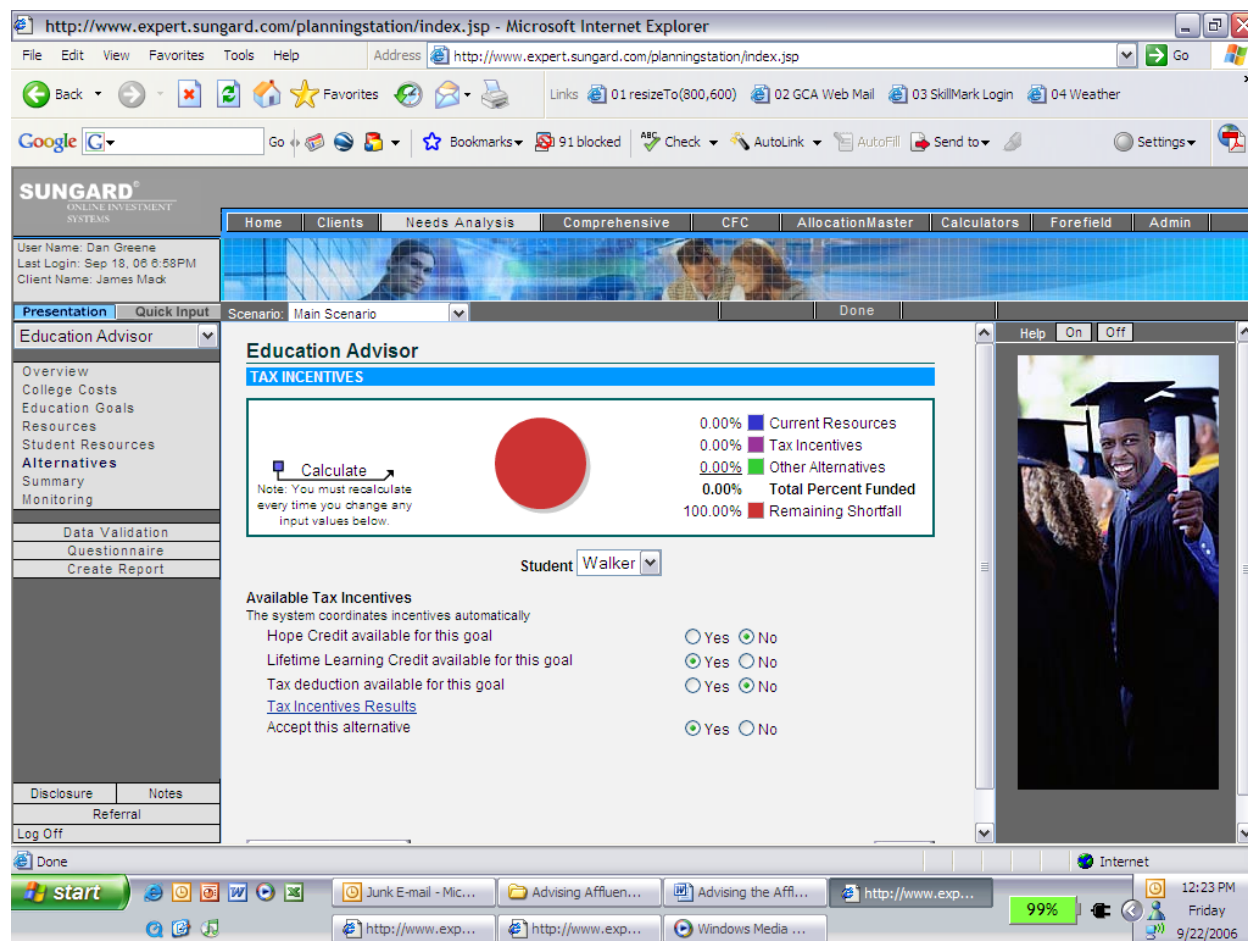 http://www.expert.sungard.com/planningstation/index.jsp - Microsoft Internet Explorer
File Edit View Favorites Tools Help Address http://www.expert.sungard.com/planningstation/index.jsp Go
Back Favorites Links 01 resizeTo(800,600) 02 GCA Web Mail 03 SkillMark Login 04 Weather
Google G Go Bookmarks 91 blocked ABC Check AutoLink AutoFill Send to Settings
SUNGARD®
ONLINE INVESTMENT
SYSTEMS
Home Clients Needs Analysis Comprehensive CFC AllocationMaster Calculators Forefield Admin
User Name: Dan Greene
Last Login: Sep 18, 06 6:58PM
Client Name: James Mack
Presentation Quick Input Scenario: Main Scenario Done
Education Advisor
Help On Off
Overview
College Costs
Education Goals
Resources
Student Resources
Alternatives
Summary
Monitoring
Data Validation
Questionnaire
Create Report
Disclosure Notes
Referral
Log Off
Education Advisor
TAX INCENTIVES
Calculate
Note: You must recalculate
every time you change any
input values below.
0.00% Current Resources
0.00% Tax Incentives
0.00% Other Alternatives
0.00% Total Percent Funded
100.00% Remaining Shortfall
Student Walker
Available Tax Incentives
The system coordinates incentives automatically
Hope Credit available for this goal Yes No
Lifetime Learning Credit available for this goal Yes No
Tax deduction available for this goal Yes No
Tax Incentives Results
Accept this alternative Yes No
Done Internet
start Junk E-mail - Mic... Advising Affluen... Advising the Affl... http://www.exp... 99% 12:23 PM
Friday
http://www.exp... http://www.exp... Windows Media ... 9/22/2006